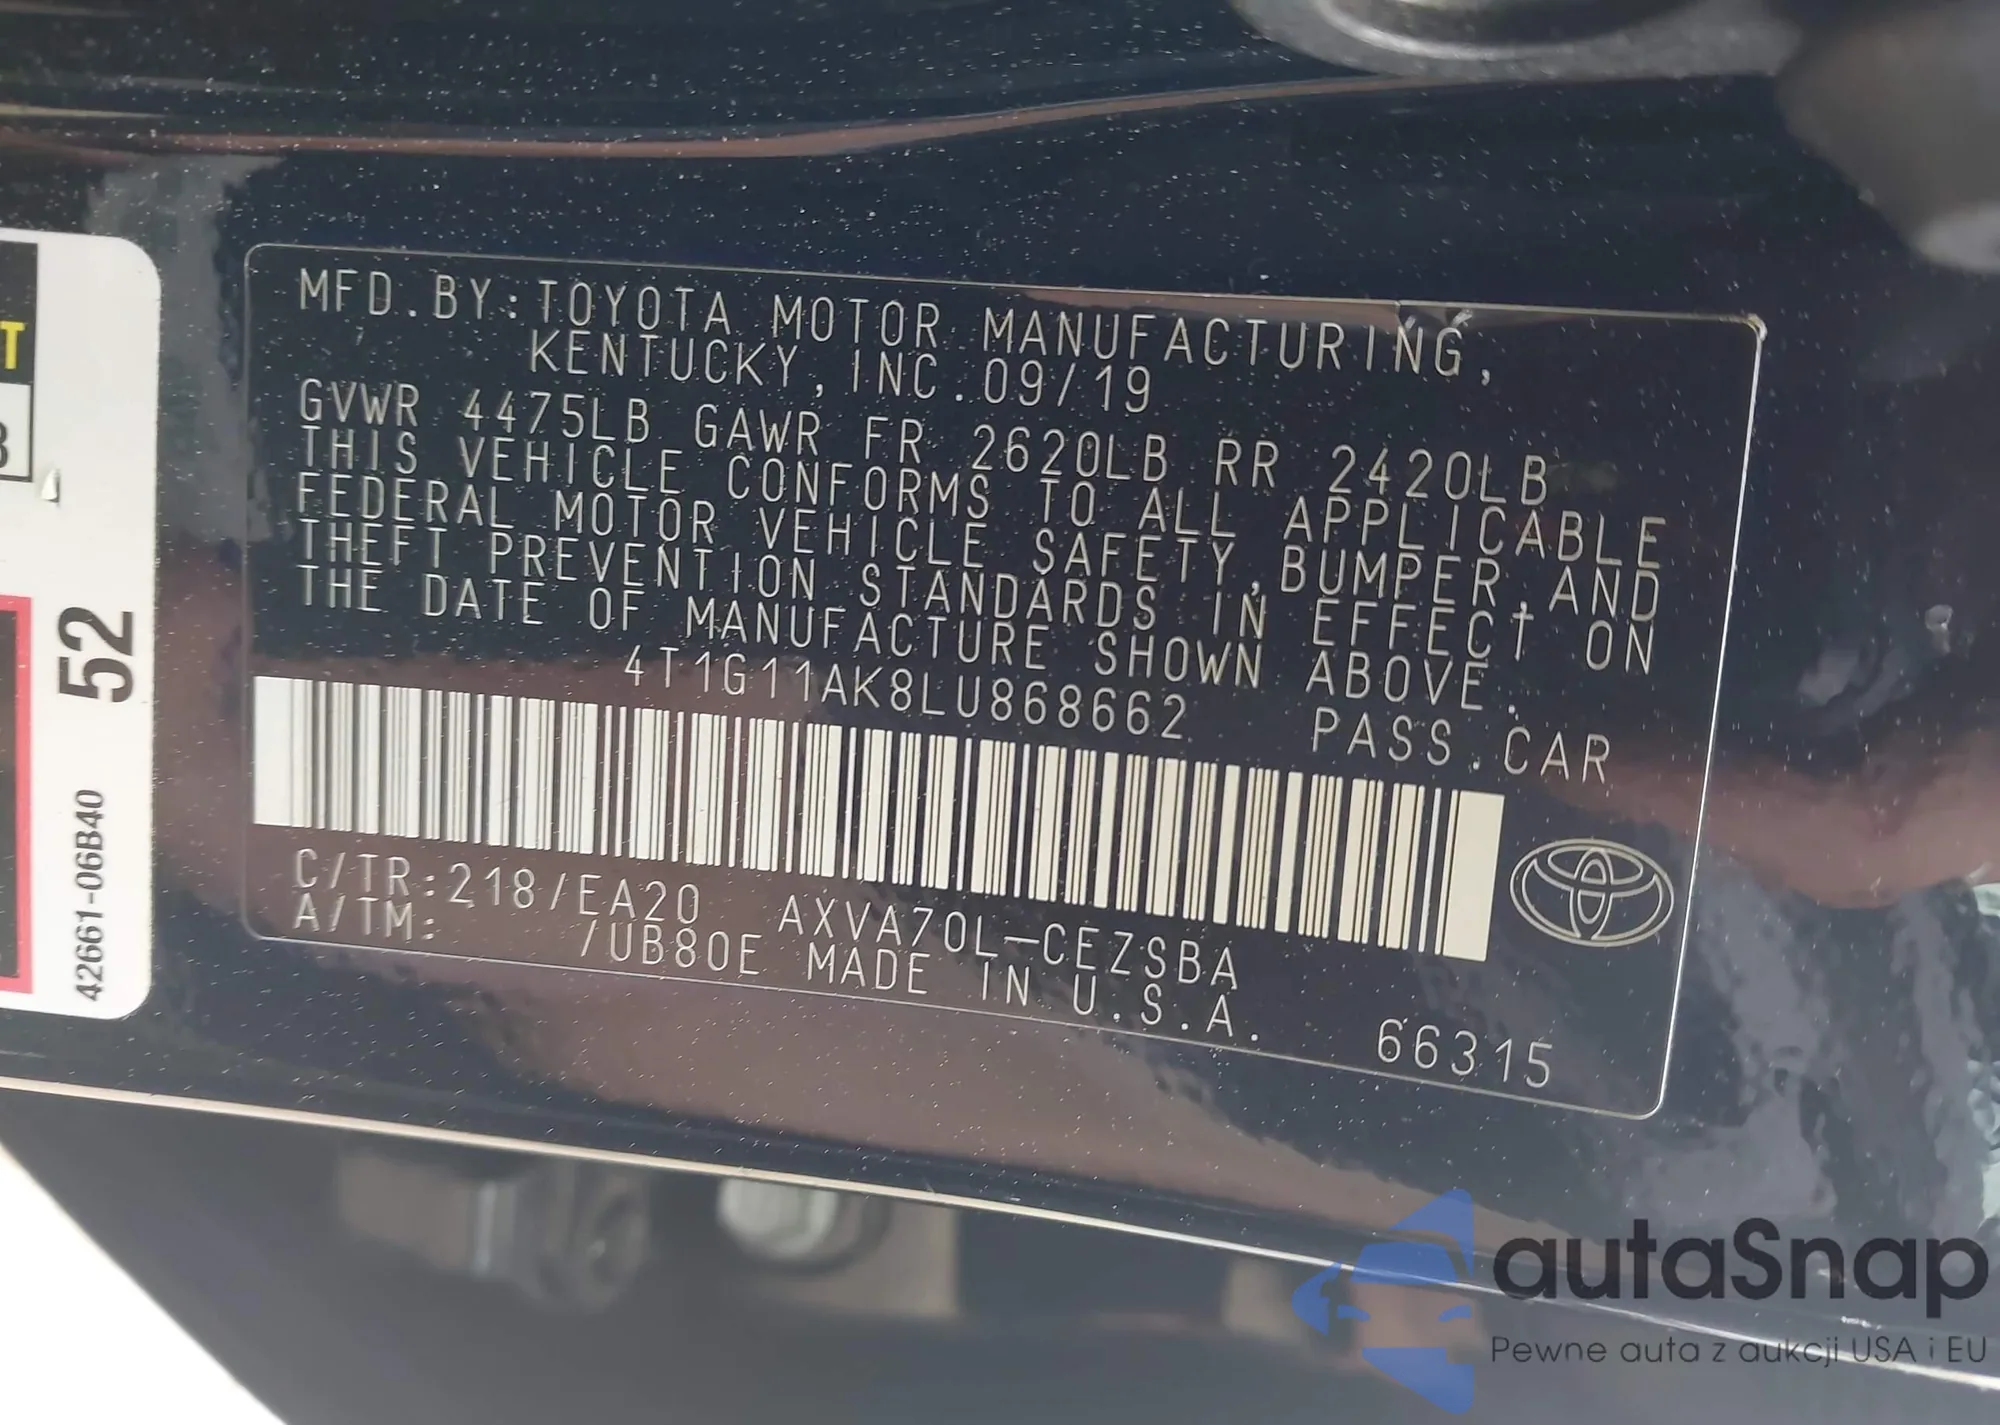 MFD.BY:TOYOTA MOTOR MANUFACTURING,
KENTUCKY,INC.09/19
GVWR 4475LB GAWR FR 2620LB RR 2420LB
THIS VEHICLE CONFORMS TO ALL APPLICABLE
FEDERAL MOTOR VEHICLE SAFETY,BUMPER,AND
THEFT PREVENTION STANDARDS IN EFFECT ON
THE DATE OF MANUFACTURE SHOWN ABOVE.
4T1G11AK8LU868662 PASS.CAR
C/TR:218/EA20 AXVA70L-CEZSBA
A/TM: /UB80E MADE IN U.S.A.
66315
T
52
42661-06B40
autaSnap
Pewne auta z aukcji USA i EU